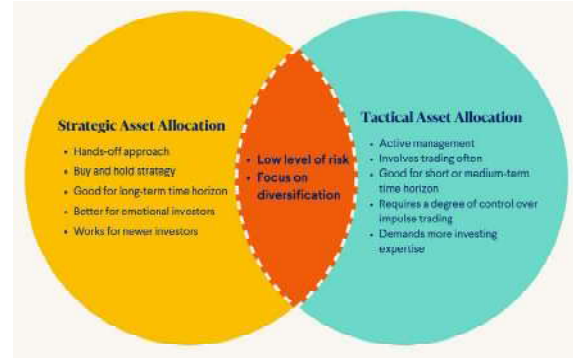 Strategic Asset Allocation
• Hands-off approach
• Buy and hold strategy
• Good for long-term time horizon
• Better for emotional investors
• Works for newer investors
• Low level of risk
• Focus on
diversification
Tactical Asset Allocation
• Active management
• Involves trading often
• Good for short or medium-term
time horizon
• Requires a degree of control over
impulse trading
• Demands more investing
expertise